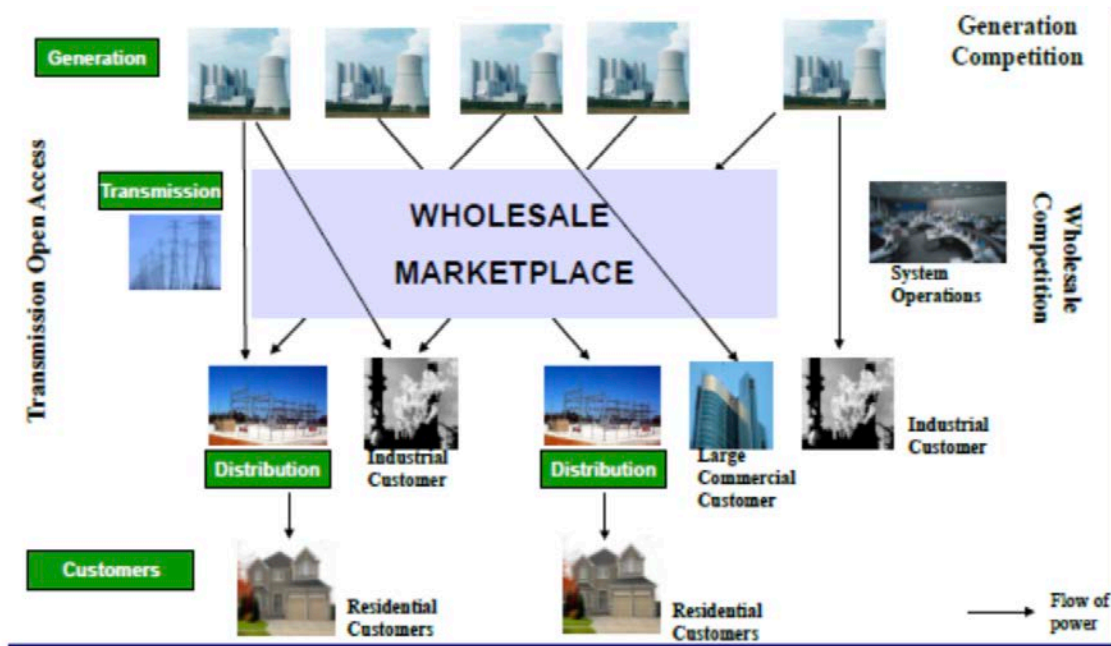 Generation
Generation
Competition
Transmission Open Access
Transmission
WHOLESALE
MARKETPLACE
System
Operations
Wholesale
Competition
Distribution
Industrial
Customer
Distribution
Large
Commercial
Customer
Industrial
Customer
Customers
Residential
Customers
Residential
Customers
Flow of
power